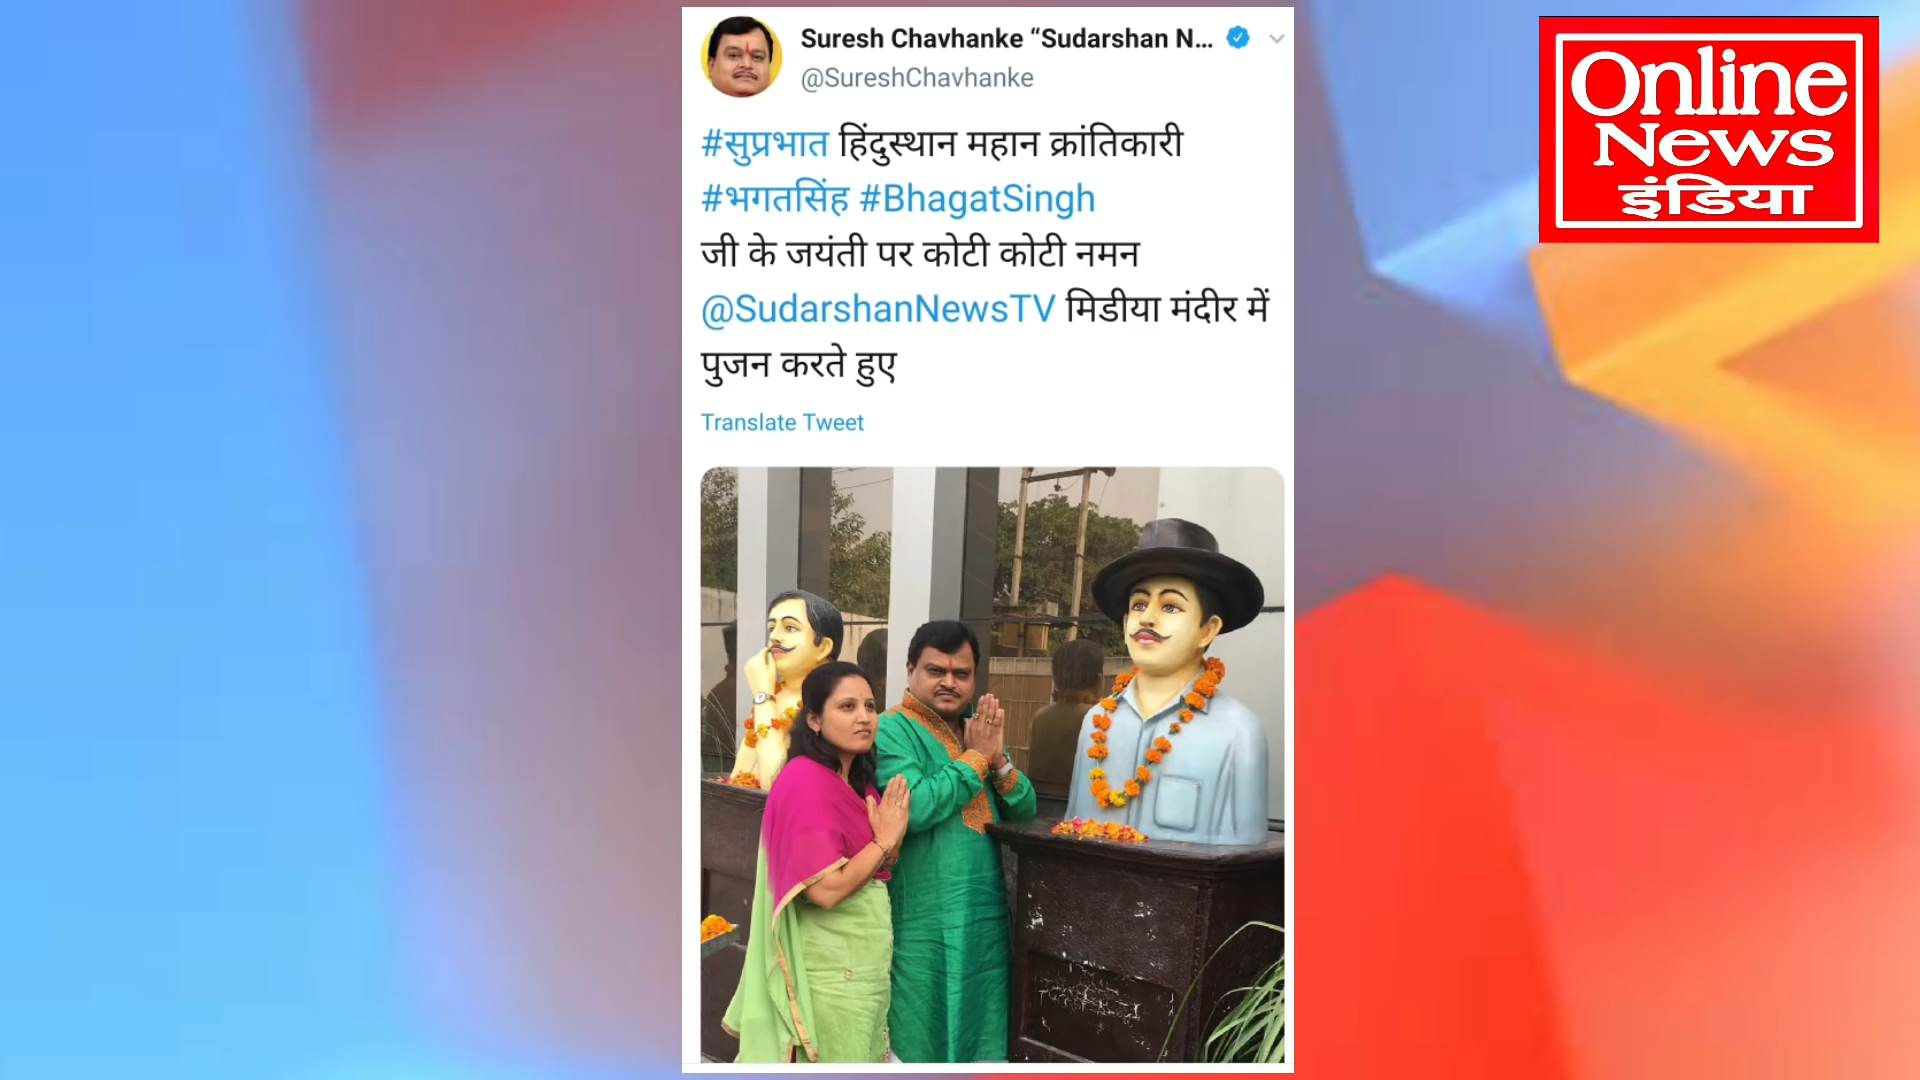 Suresh Chavhanke “Sudarshan N...
@SureshChavhanke
#सुप्रभात हिंदुस्थान महान क्रांतिकारी
#भगतसिंह #BhagatSingh
जी के जयंती पर कोटी कोटी नमन
@SudarshanNewsTV मिडीया मंदीर में
पुजन करते हुए
Translate Tweet
Online
News
इंडिया